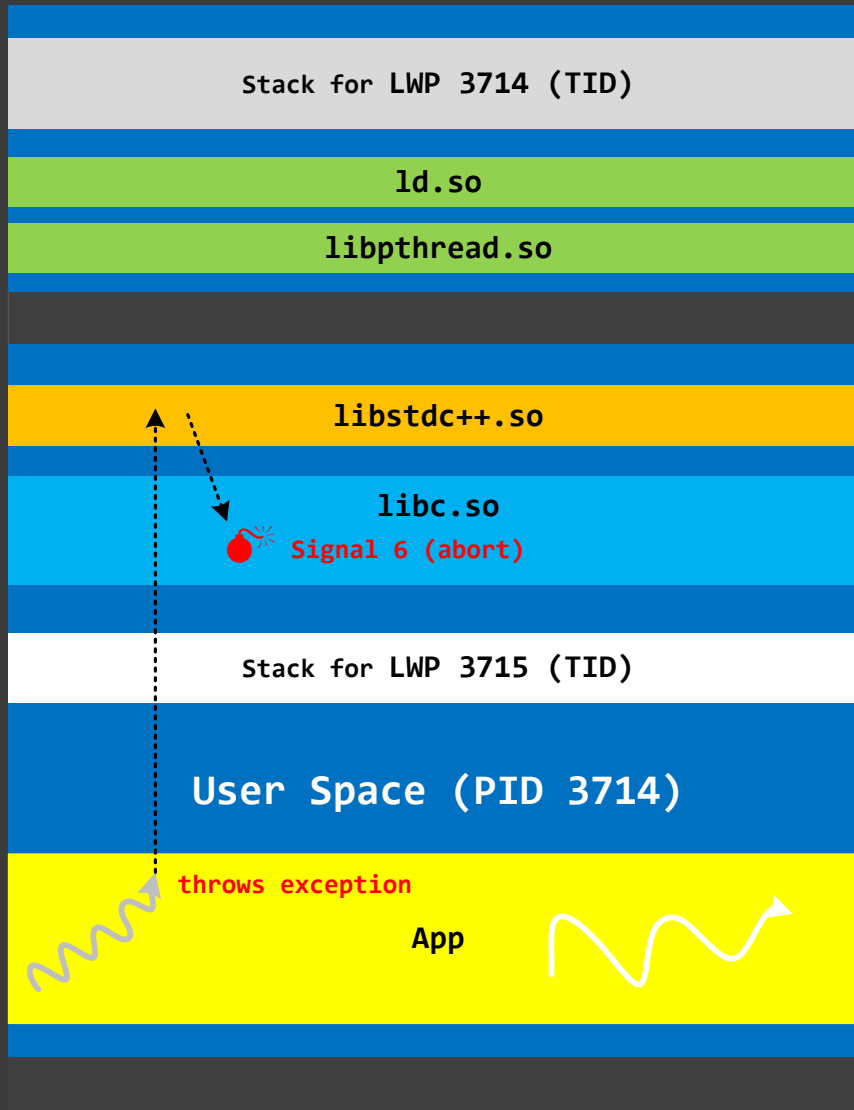 Stack for LWP 3714 (TID)
ld.so
libpthread.so
libstdc++.so
libc.so
Signal 6 (abort)
Stack for LWP 3715 (TID)
User Space (PID 3714)
throws exception
App